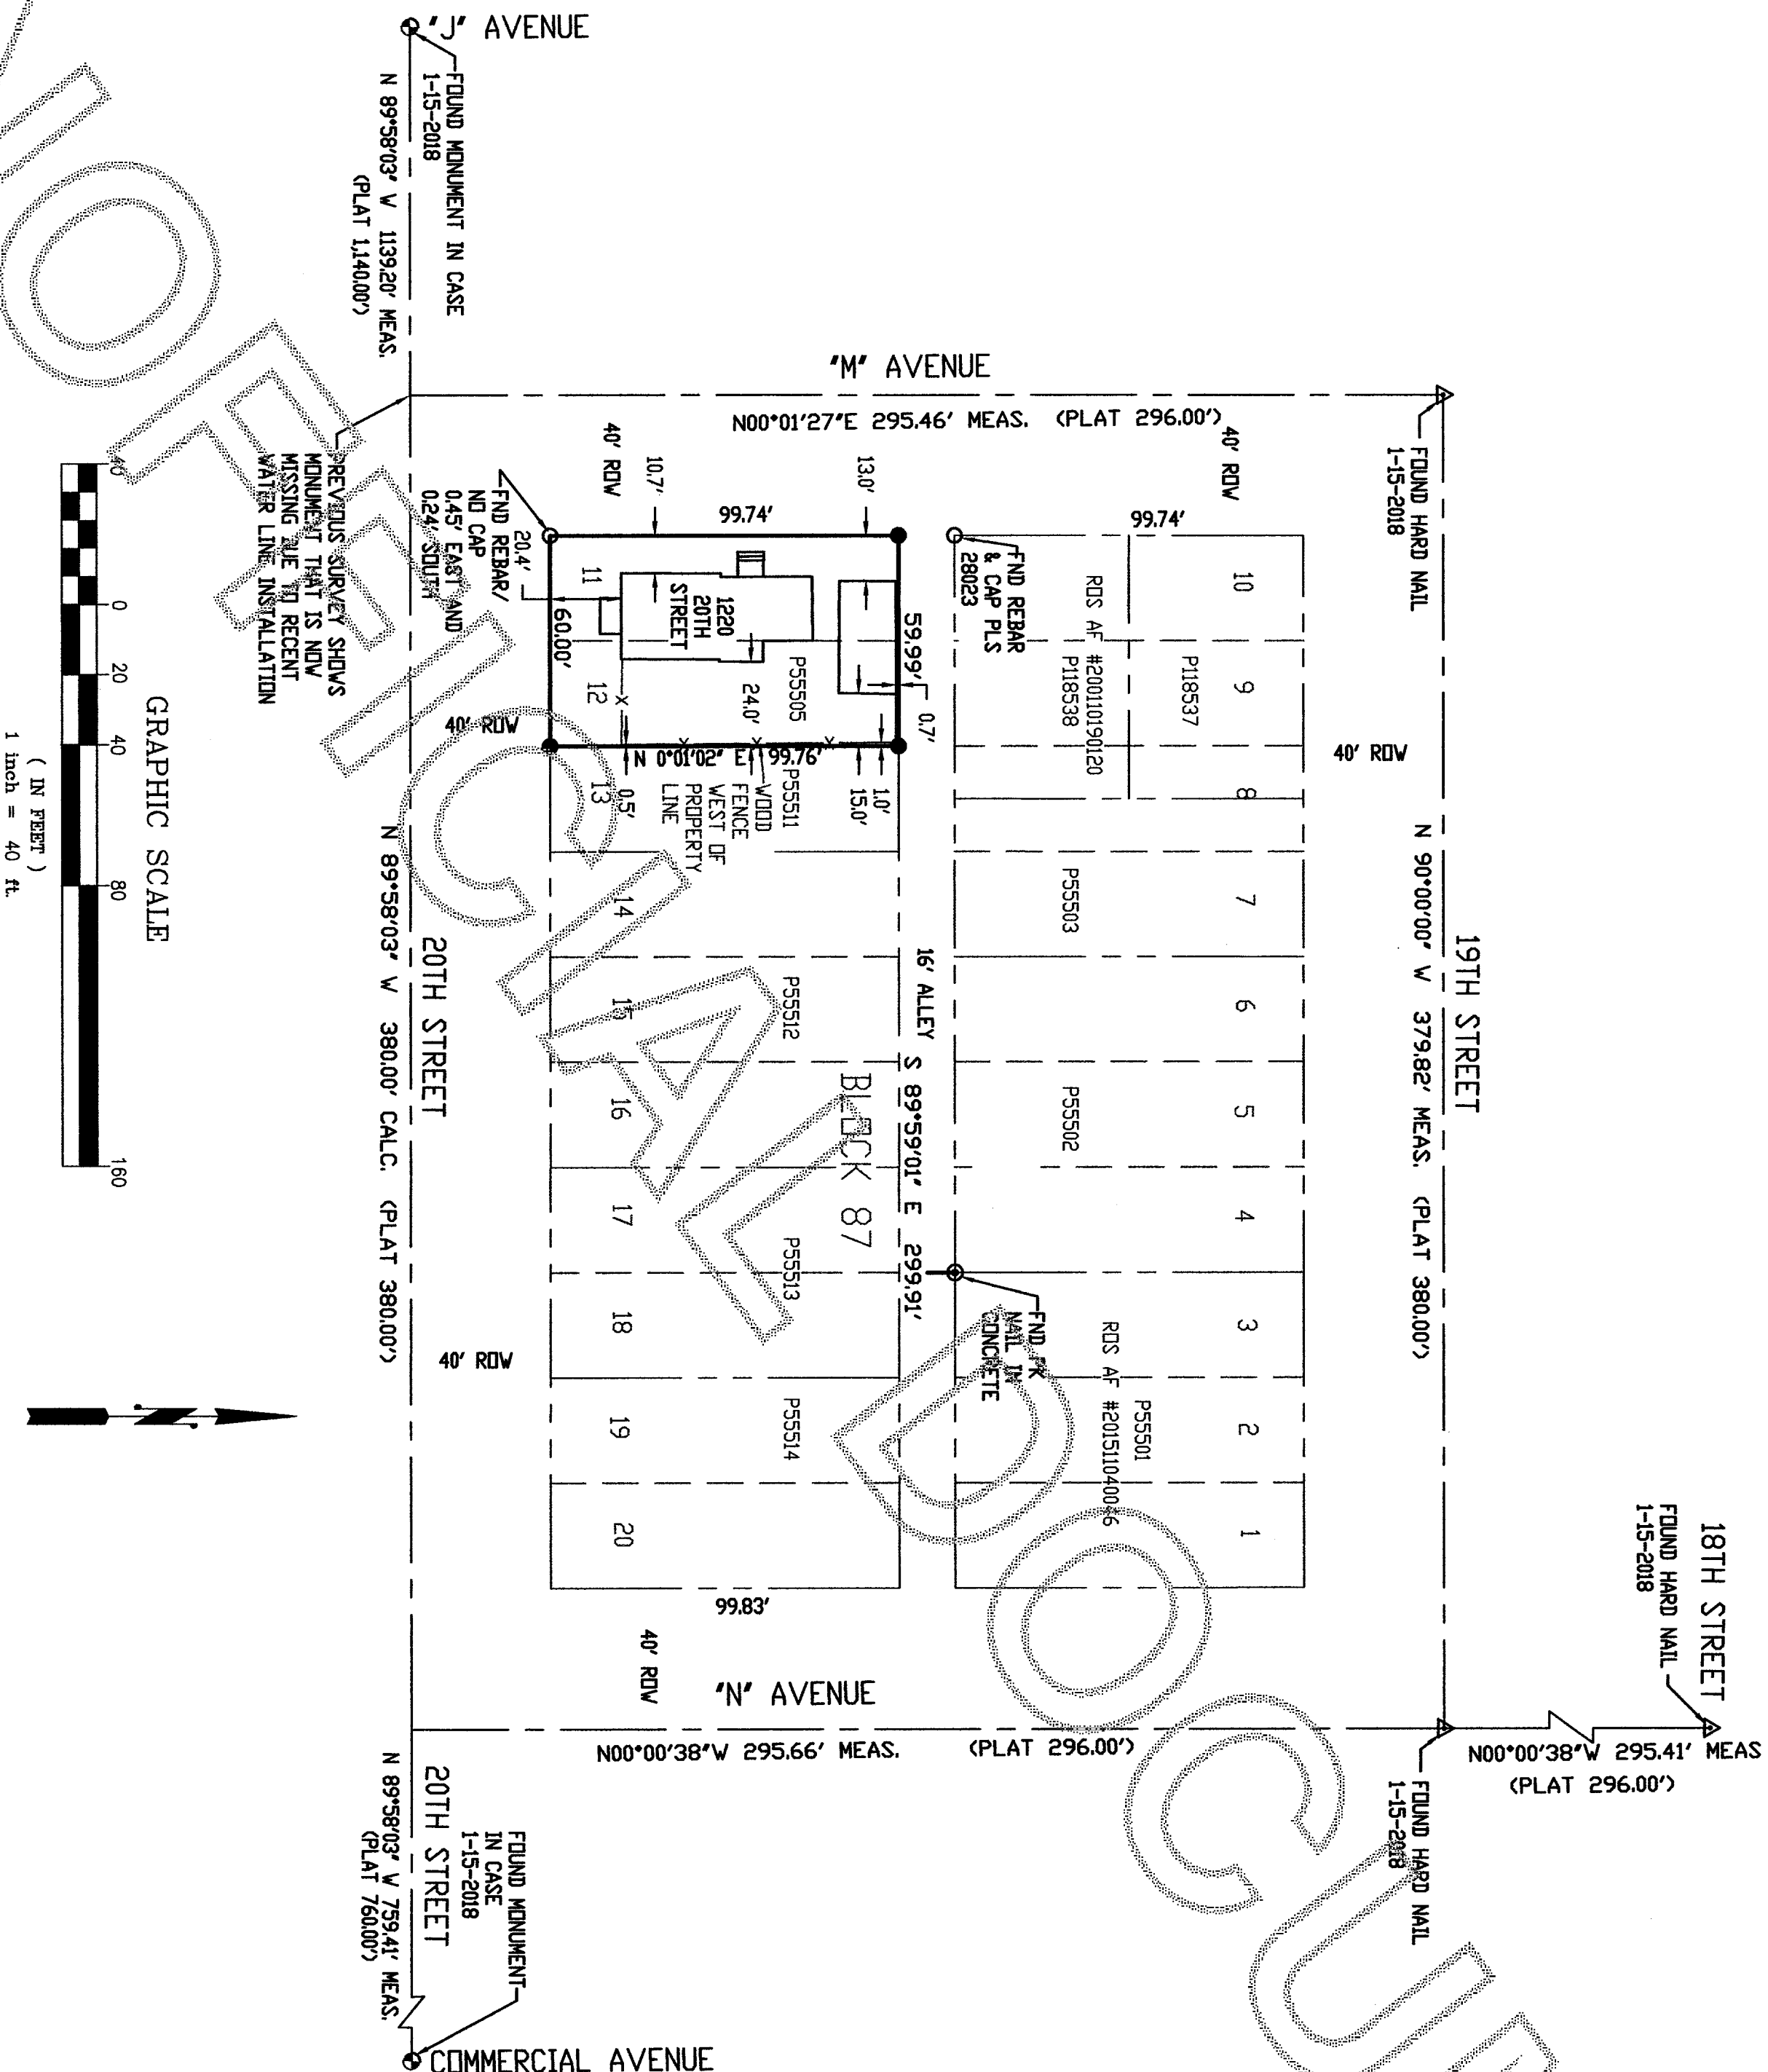 "J" AVENUE
FOUND MONUMENT IN CASE
1-15-2018
N 89°58'03" W 1139.20' MEAS.
(PLAT 1,140.00')
"M" AVENUE
N00°01'27"E 295.46' MEAS. (PLAT 296.00')
FOUND HARD NAIL
1-15-2018
40' ROW
40' ROW
10.7'
13.0'
99.74'
99.74'
FND REBAR/
NO CAP
0.45' EAST AND
0.24' SOUTH
20.4'
PREVIOUS SURVEY SHOWS
MONUMENT THAT IS NOW
MISSING DUE TO RECENT
WATER LINE INSTALLATION
FND REBAR
& CAP PLS
28023
11
12
13
14
15
16
17
18
19
20
1220
20TH
STREET
60.00'
59.99'
P55505
24.0'
0.7'
40' ROW
N 0°01'02" E 99.76'
0.5'
1.0'
15.0'
WOOD
FENCE
WEST OF
PROPERTY
LINE
P55511
P55512
P55513
P55514
10
9
8
7
6
5
4
3
2
1
ROS AF #200110190120
P118537
P118538
P55503
P55502
P55501
40' ROW
19TH STREET
N 90°00'00" W 379.82' MEAS. (PLAT 380.00')
16' ALLEY S 89°59'01" E 299.91'
BLOCK 87
FND PK
NAIL IN
CONCRETE
20TH STREET
N 89°58'03" W 380.00' CALC. (PLAT 380.00')
40' ROW
99.83'
40' ROW
"N" AVENUE
N00°00'38"W 295.66' MEAS. (PLAT 296.00')
18TH STREET
FOUND HARD NAIL
1-15-2018
N00°00'38"W 295.41' MEAS
(PLAT 296.00')
FOUND HARD NAIL
1-15-2018
20TH STREET
N 89°58'03" W 759.41' MEAS.
(PLAT 760.00')
FOUND MONUMENT
IN CASE
1-15-2018
COMMERCIAL AVENUE
GRAPHIC SCALE
40 0 20 40 80 160
( IN FEET )
1 inch = 40 ft.